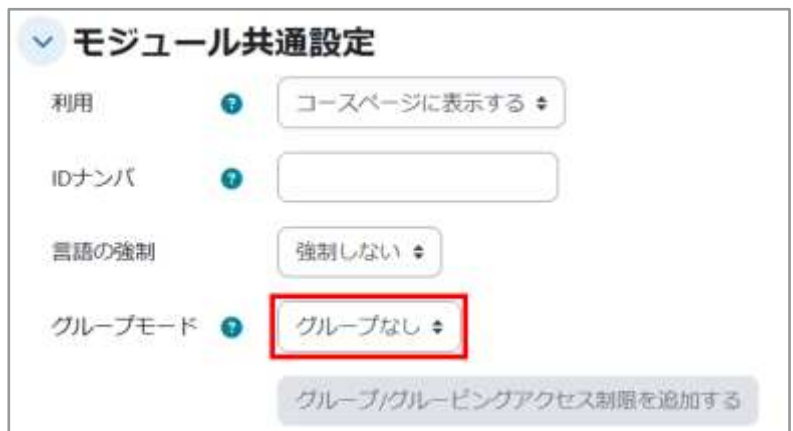 モジュール共通設定
利用 ? コースページに表示する
IDナンバ ?
言語の強制 強制しない
グループモード ? グループなし
グループ/グルーピングアクセス制限を追加する